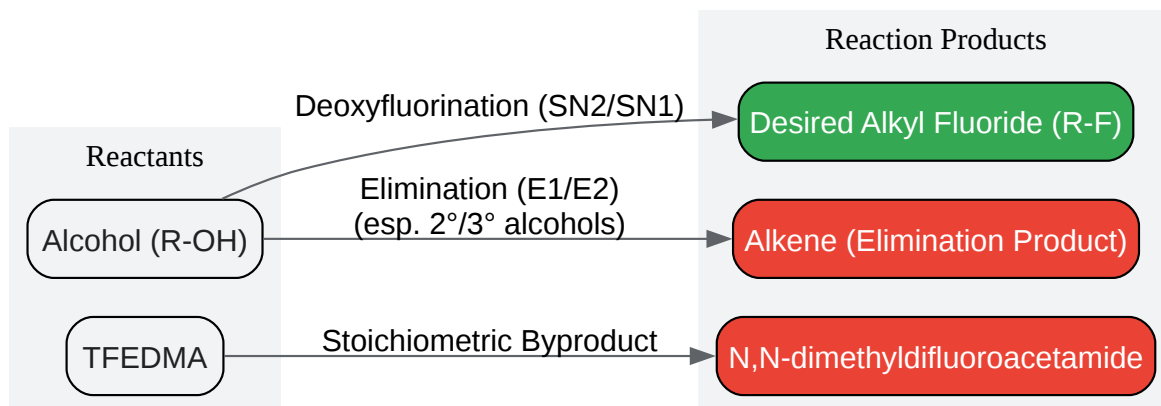 Reaction Products
Deoxyfluorination (SN2/SN1)
Desired Alkyl Fluoride (R-F)
Reactants
Elimination (E1/E2)
(esp. 2°/3° alcohols)
Alcohol (R-OH)
Alkene (Elimination Product)
Stoichiometric Byproduct
TFEDMA
N,N-dimethyldifluoroacetamide